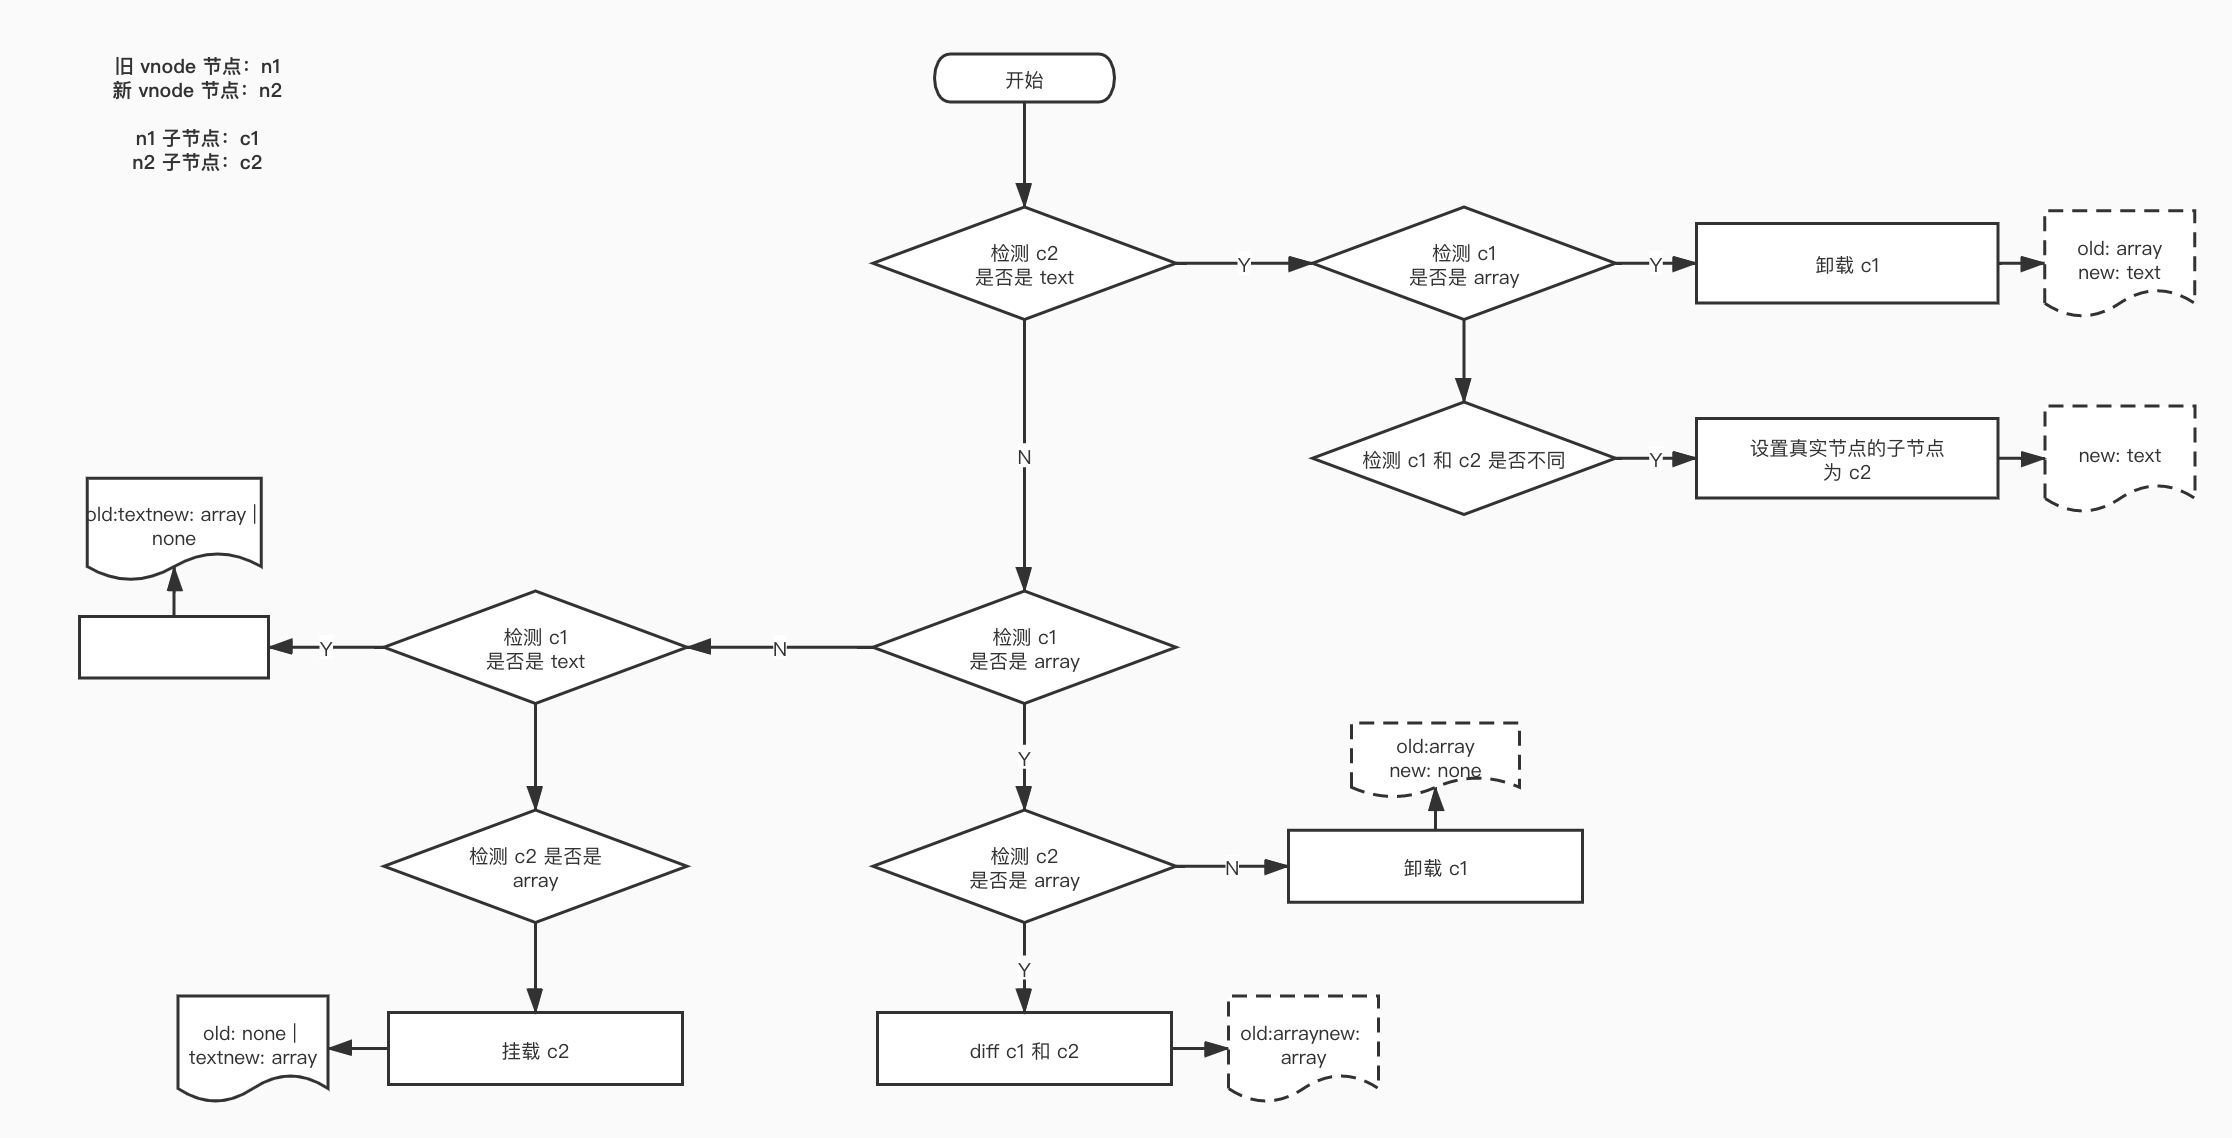 旧 vnode 节点：n1
新 vnode 节点：n2
n1 子节点：c1
n2 子节点：c2
开始
检测 c2
是否是 text
Y
检测 c1
是否是 array
Y
卸载 c1
old: array
new: text
N
检测 c1 和 c2 是否不同
Y
设置真实节点的子节点
为 c2
new: text
old:textnew: array |
none
Y
检测 c1
是否是 text
N
检测 c1
是否是 array
Y
old:array
new: none
检测 c2 是否是
array
检测 c2
是否是 array
N
卸载 c1
Y
old: none |
textnew: array
挂载 c2
diff c1 和 c2
old:arraynew:
array